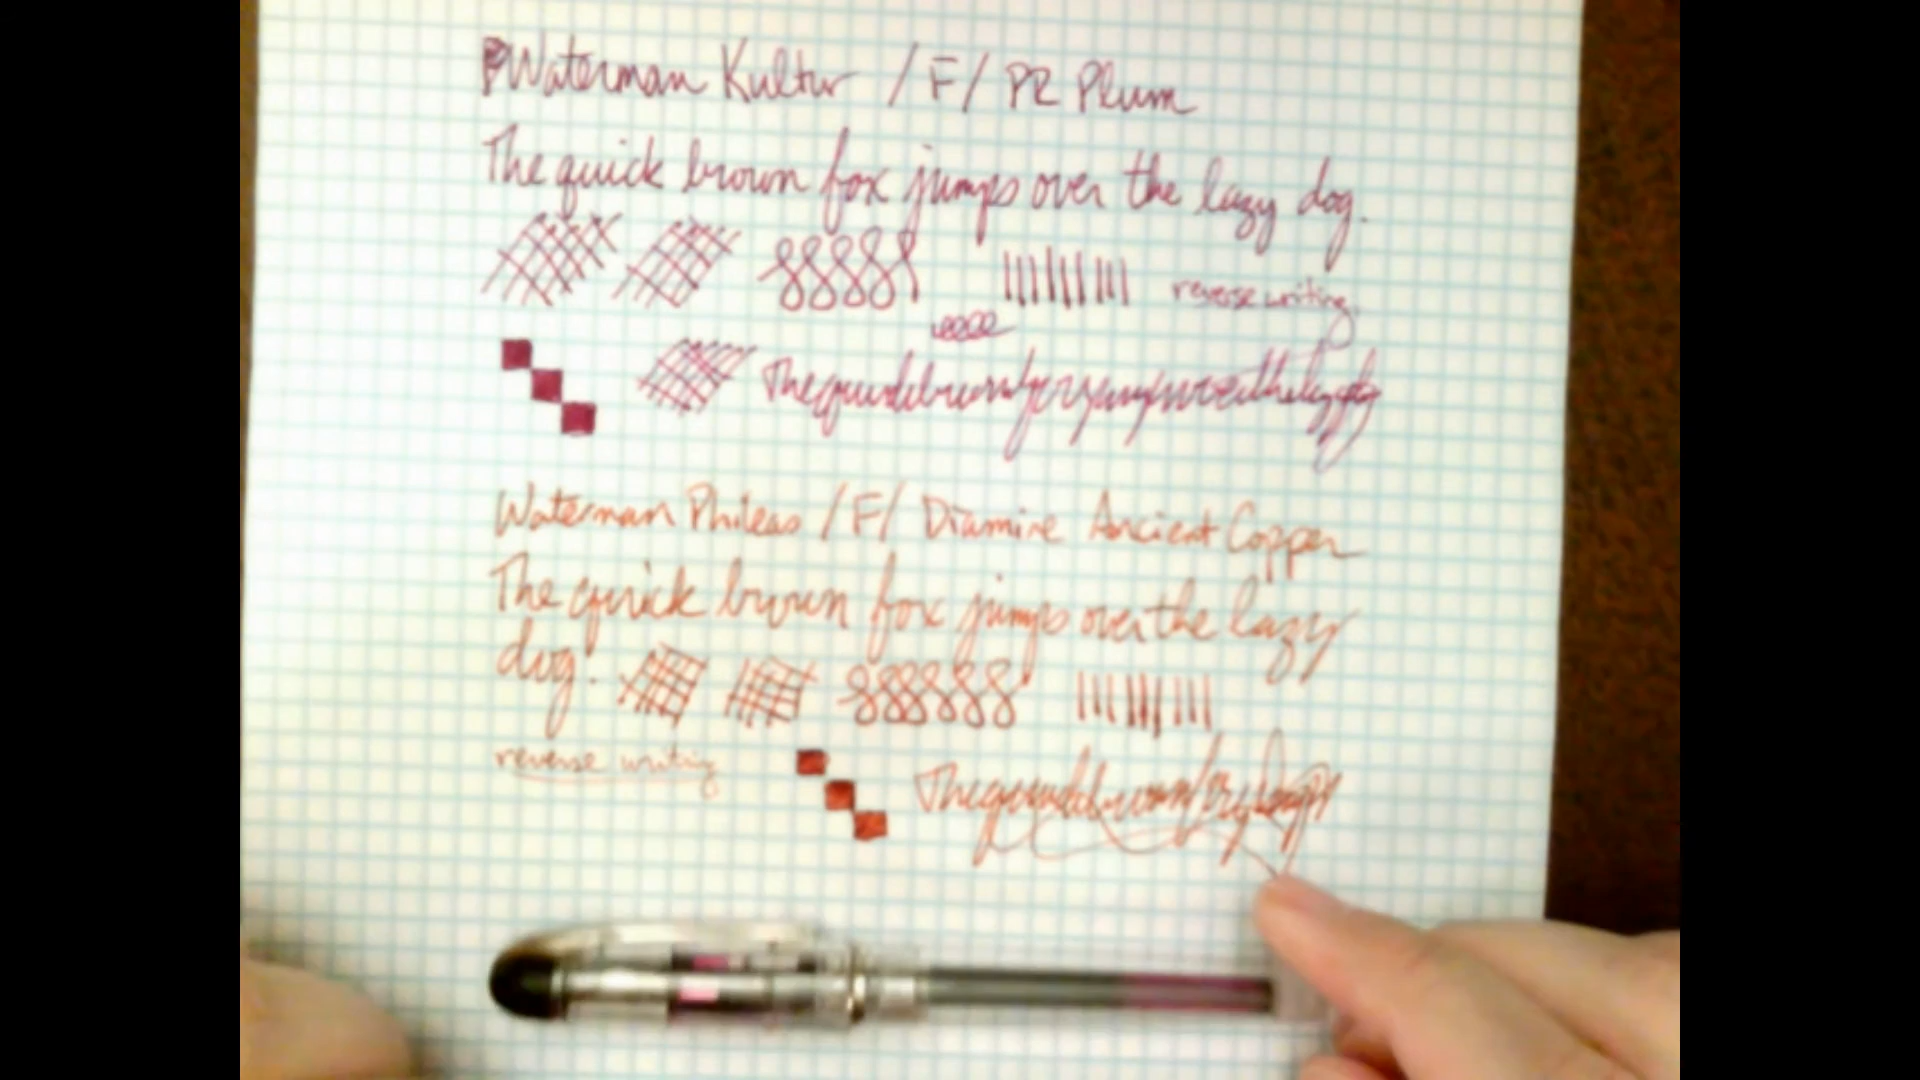 Waterman Kultur / F / PR Plum
The quick brown fox jumps over the lazy dog.
reverse writing
Waterman Phileas / F / Diamine Ancient Copper
The quick brown fox jumps over the lazy
dog.
reverse writing